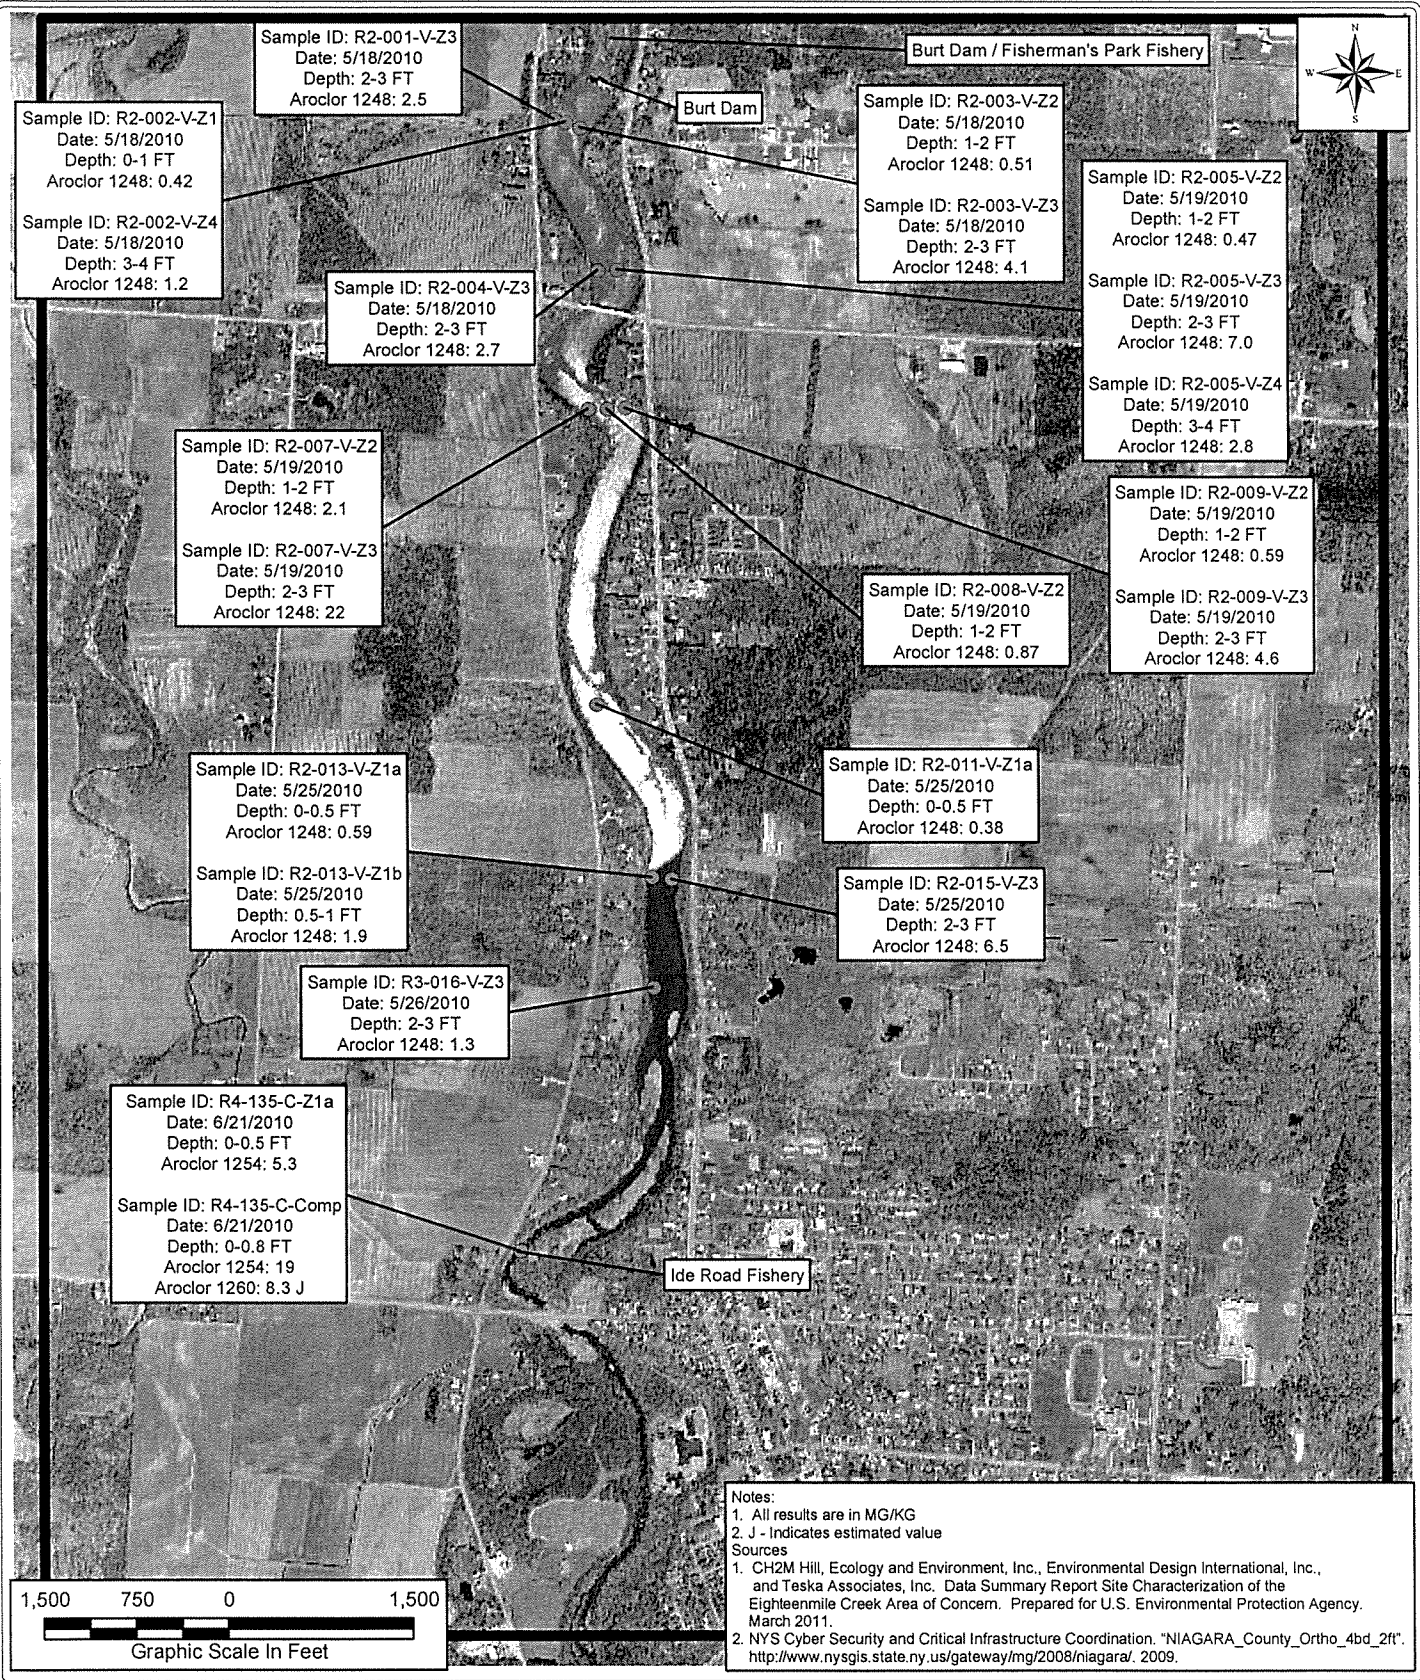 Sample ID: R2-001-V-Z3
Date: 5/18/2010
Depth: 2-3 FT
Aroclor 1248: 2.5
Burt Dam / Fisherman's Park Fishery
N
W
E
S
Burt Dam
Sample ID: R2-002-V-Z1
Date: 5/18/2010
Depth: 0-1 FT
Aroclor 1248: 0.42
Sample ID: R2-002-V-Z4
Date: 5/18/2010
Depth: 3-4 FT
Aroclor 1248: 1.2
Sample ID: R2-003-V-Z2
Date: 5/18/2010
Depth: 1-2 FT
Aroclor 1248: 0.51
Sample ID: R2-003-V-Z3
Date: 5/18/2010
Depth: 2-3 FT
Aroclor 1248: 4.1
Sample ID: R2-005-V-Z2
Date: 5/19/2010
Depth: 1-2 FT
Aroclor 1248: 0.47
Sample ID: R2-005-V-Z3
Date: 5/19/2010
Depth: 2-3 FT
Aroclor 1248: 7.0
Sample ID: R2-005-V-Z4
Date: 5/19/2010
Depth: 3-4 FT
Aroclor 1248: 2.8
Sample ID: R2-004-V-Z3
Date: 5/18/2010
Depth: 2-3 FT
Aroclor 1248: 2.7
Sample ID: R2-007-V-Z2
Date: 5/19/2010
Depth: 1-2 FT
Aroclor 1248: 2.1
Sample ID: R2-007-V-Z3
Date: 5/19/2010
Depth: 2-3 FT
Aroclor 1248: 22
Sample ID: R2-009-V-Z2
Date: 5/19/2010
Depth: 1-2 FT
Aroclor 1248: 0.59
Sample ID: R2-009-V-Z3
Date: 5/19/2010
Depth: 2-3 FT
Aroclor 1248: 4.6
Sample ID: R2-008-V-Z2
Date: 5/19/2010
Depth: 1-2 FT
Aroclor 1248: 0.87
Sample ID: R2-013-V-Z1a
Date: 5/25/2010
Depth: 0-0.5 FT
Aroclor 1248: 0.59
Sample ID: R2-013-V-Z1b
Date: 5/25/2010
Depth: 0.5-1 FT
Aroclor 1248: 1.9
Sample ID: R2-011-V-Z1a
Date: 5/25/2010
Depth: 0-0.5 FT
Aroclor 1248: 0.38
Sample ID: R2-015-V-Z3
Date: 5/25/2010
Depth: 2-3 FT
Aroclor 1248: 6.5
Sample ID: R3-016-V-Z3
Date: 5/26/2010
Depth: 2-3 FT
Aroclor 1248: 1.3
Sample ID: R4-135-C-Z1a
Date: 6/21/2010
Depth: 0-0.5 FT
Aroclor 1254: 5.3
Sample ID: R4-135-C-Comp
Date: 6/21/2010
Depth: 0-0.8 FT
Aroclor 1254: 19
Aroclor 1260: 8.3 J
Ide Road Fishery
Notes:
1. All results are in MG/KG
2. J - Indicates estimated value
Sources
1. CH2M Hill, Ecology and Environment, Inc., Environmental Design International, Inc.,
and Teska Associates, Inc. Data Summary Report Site Characterization of the
Eighteenmile Creek Area of Concern. Prepared for U.S. Environmental Protection Agency.
March 2011.
2. NYS Cyber Security and Critical Infrastructure Coordination. "NIAGARA_County_Ortho_4bd_2ft".
http://www.nysgis.state.ny.us/gateway/mg/2008/niagara/. 2009.
1,500 750 0 1,500
Graphic Scale In Feet